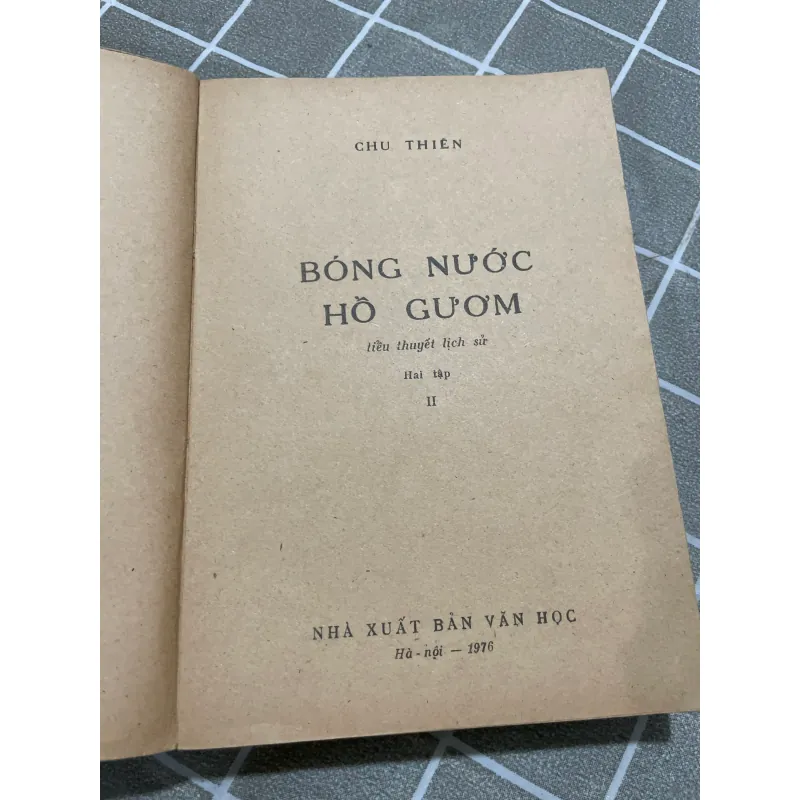 CHU THIÊN
BÓNG NƯỚC
HỒ GƯƠM
tiểu thuyết lịch sử
Hai tập
II
NHÀ XUẤT BẢN VĂN HỌC
Hà-nội — 1976